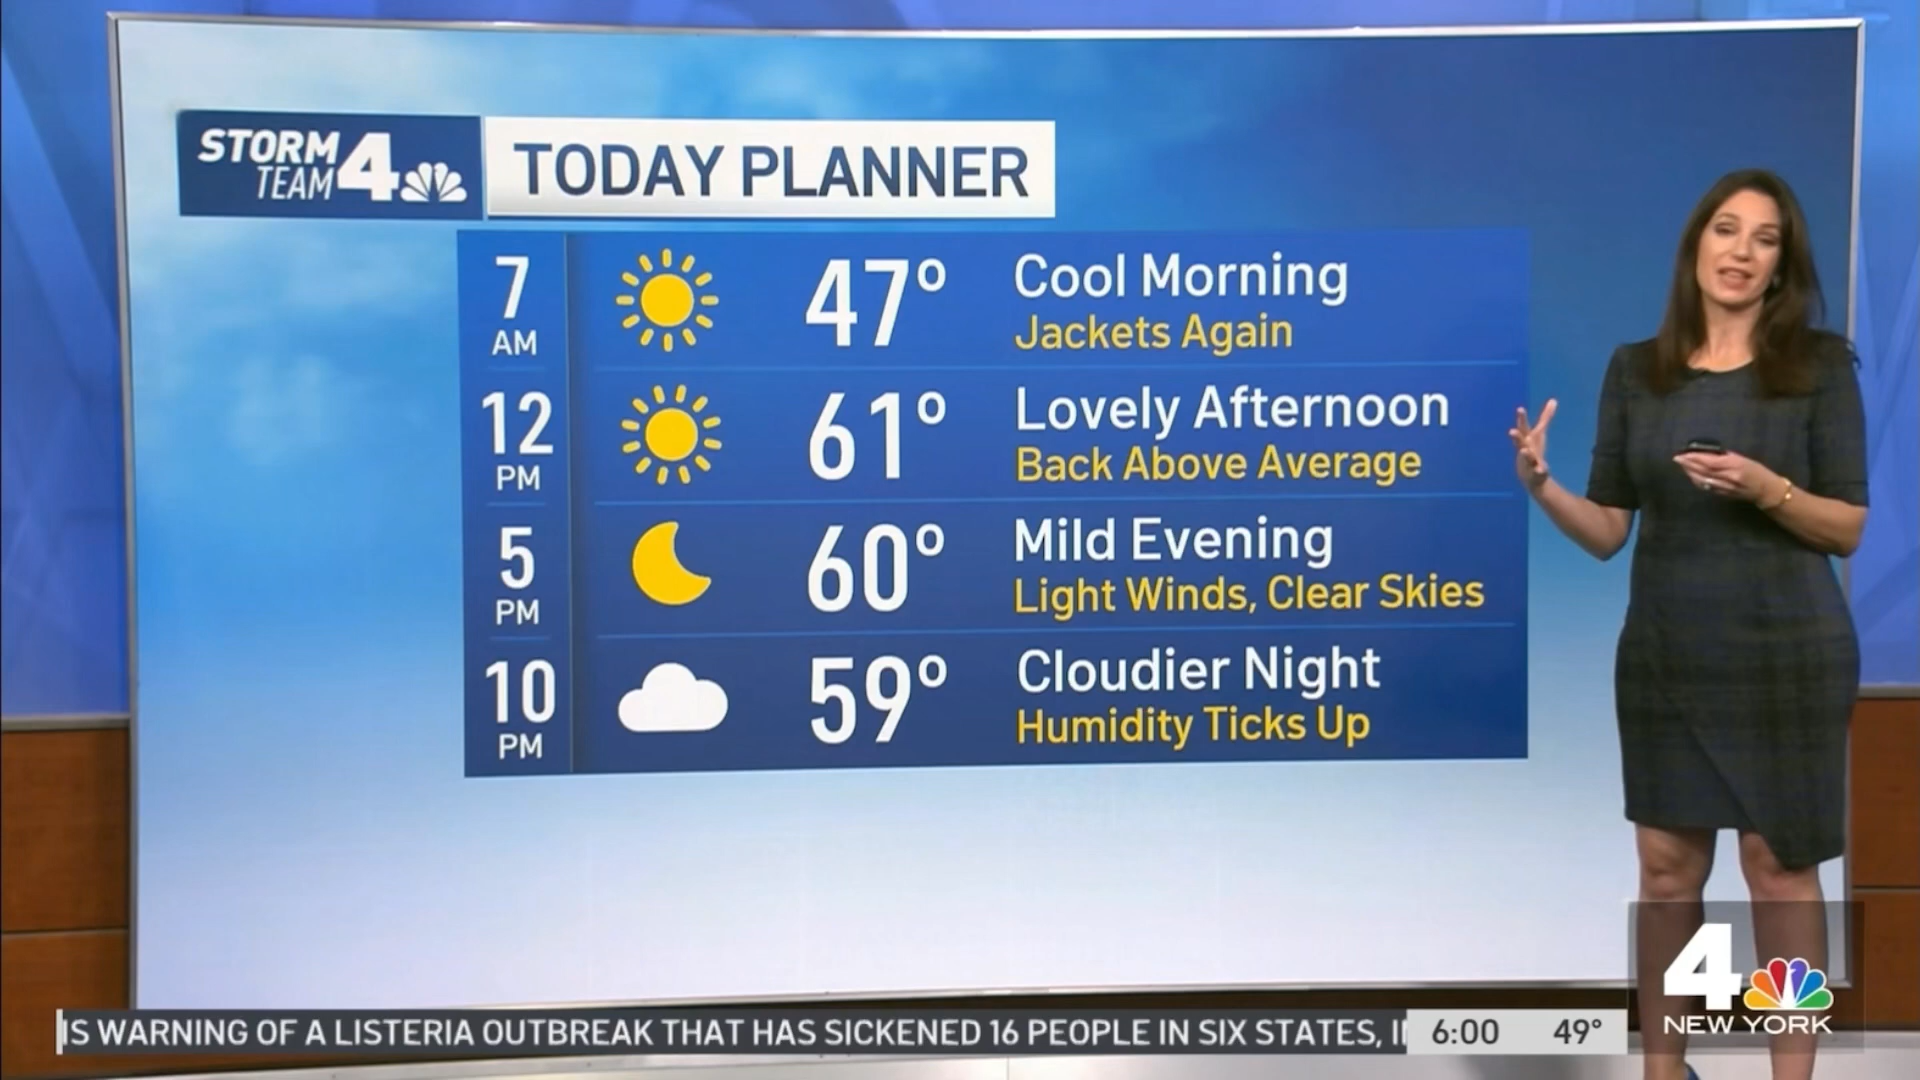 STORM
TEAM 4
TODAY PLANNER
7 AM
47°
Cool Morning
Jackets Again
12 PM
61°
Lovely Afternoon
Back Above Average
5 PM
60°
Mild Evening
Light Winds, Clear Skies
10 PM
59°
Cloudier Night
Humidity Ticks Up
4
NEW YORK
IS WARNING OF A LISTERIA OUTBREAK THAT HAS SICKENED 16 PEOPLE IN SIX STATES,
6:00 49°